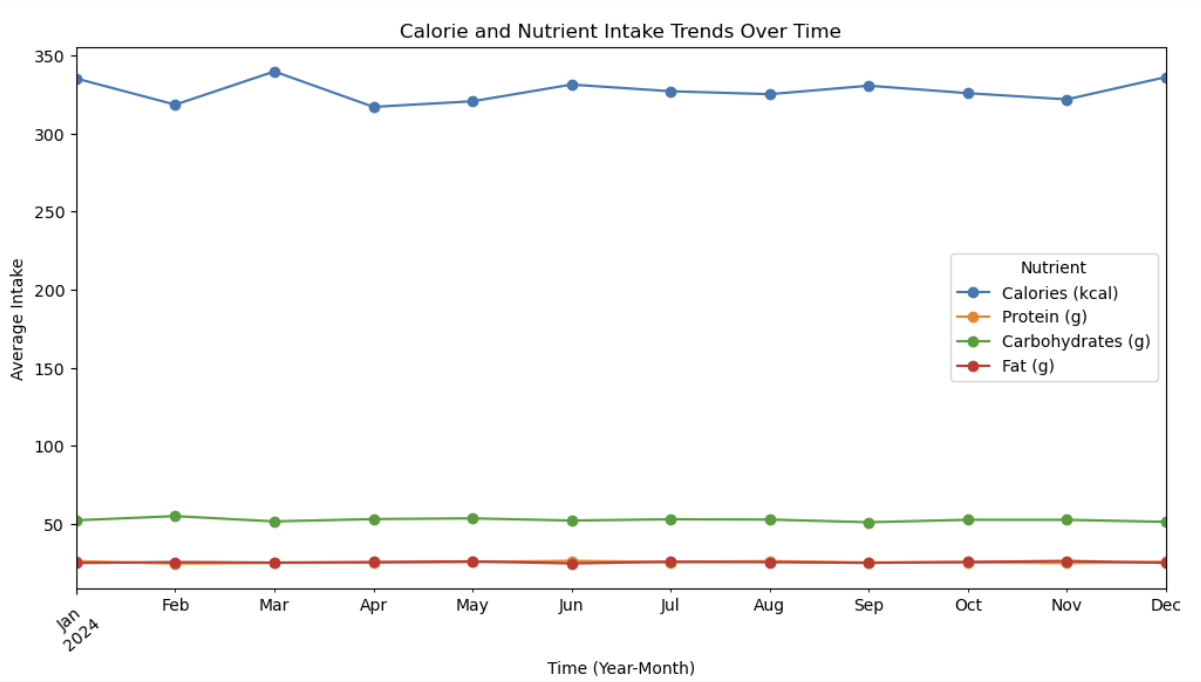 Calorie and Nutrient Intake Trends Over Time
350
300
250
200
150
100
50
Average Intake
Nutrient
Calories (kcal)
Protein (g)
Carbohydrates (g)
Fat (g)
Jan
2024
Feb
Mar
Apr
May
Jun
Jul
Aug
Sep
Oct
Nov
Dec
Time (Year-Month)